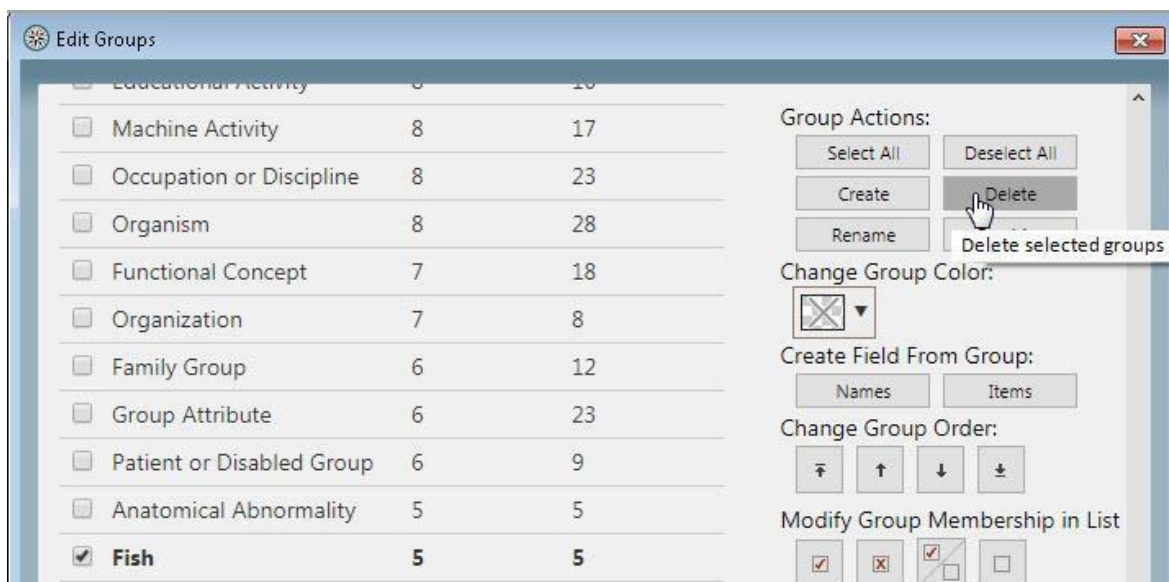 Edit Groups
Machine Activity 8 17
Occupation or Discipline 8 23
Organism 8 28
Functional Concept 7 18
Organization 7 8
Family Group 6 12
Group Attribute 6 23
Patient or Disabled Group 6 9
Anatomical Abnormality 5 5
Fish 5 5
Group Actions:
Select All Deselect All
Create Delete
Rename
Delete selected groups
Change Group Color:
Create Field From Group:
Names Items
Change Group Order:
Modify Group Membership in List